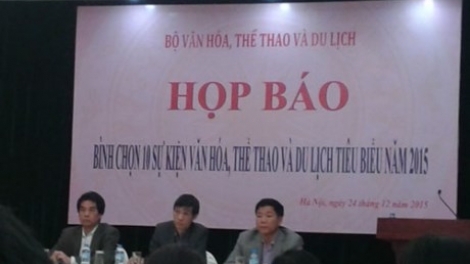 BỘ VĂN HÓA, THỂ THAO VÀ DU LỊCH
HỌP BÁO
BÌNH CHỌN 10 SỰ KIỆN VĂN HÓA, THỂ THAO VÀ DU LỊCH TIÊU BIỂU NĂM 2015
Hà Nội, ngày 24 tháng 12 năm 2015